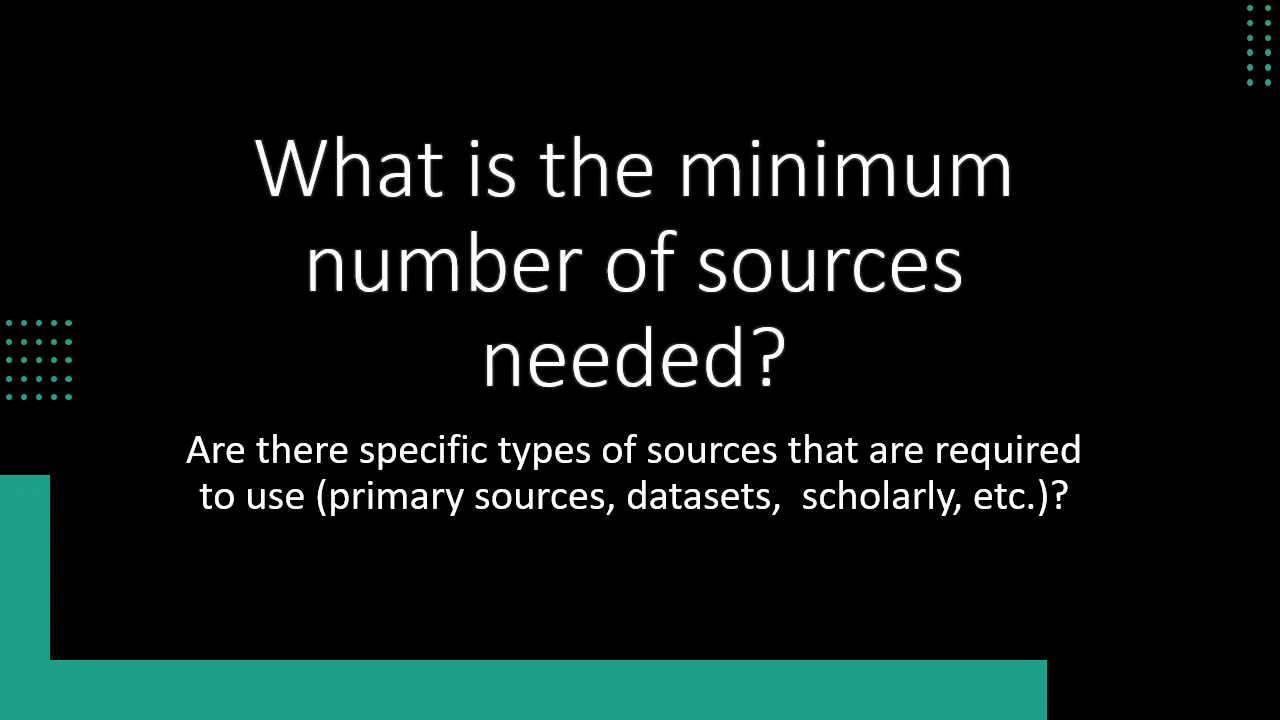 What is the minimum
number of sources
needed?
Are there specific types of sources that are required
to use (primary sources, datasets,  scholarly, etc.)?